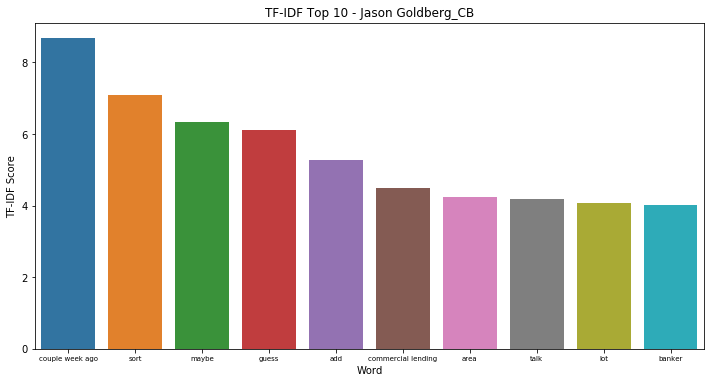 TF-IDF Top 10 - Jason Goldberg_CB
TF-IDF Score
8
6
4
2
0
couple week ago sort maybe guess add commercial lending area talk lot banker
Word